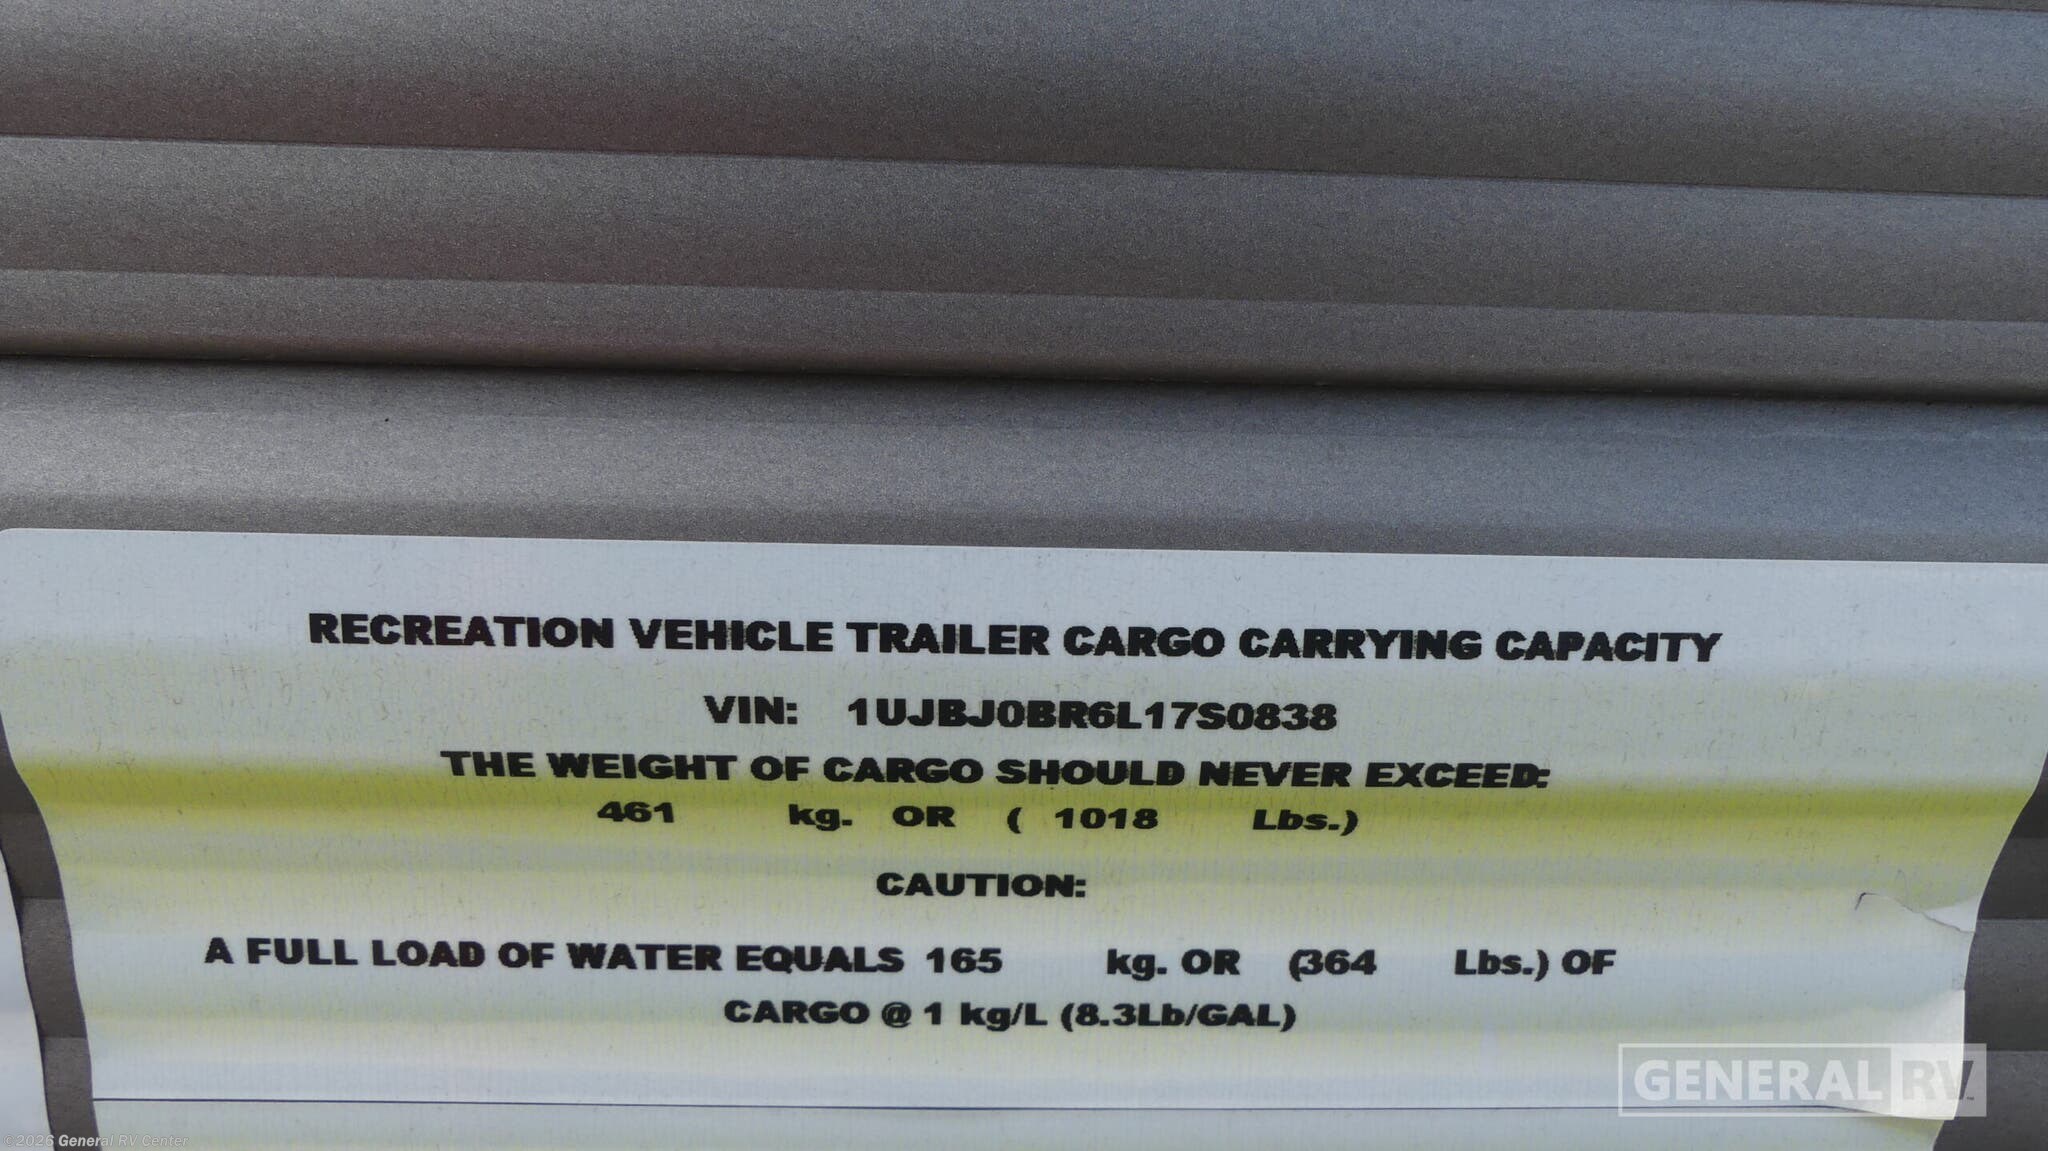 RECREATION VEHICLE TRAILER CARGO CARRYING CAPACITY
VIN: 1UJBJ0BR6L17S0838
THE WEIGHT OF CARGO SHOULD NEVER EXCEED:
461 kg. OR ( 1018 Lbs.)
CAUTION:
A FULL LOAD OF WATER EQUALS 165 kg. OR (364 Lbs.) OF
CARGO @ 1 kg/L (8.3Lb/GAL)
GENERAL RV
©2026 General RV Center